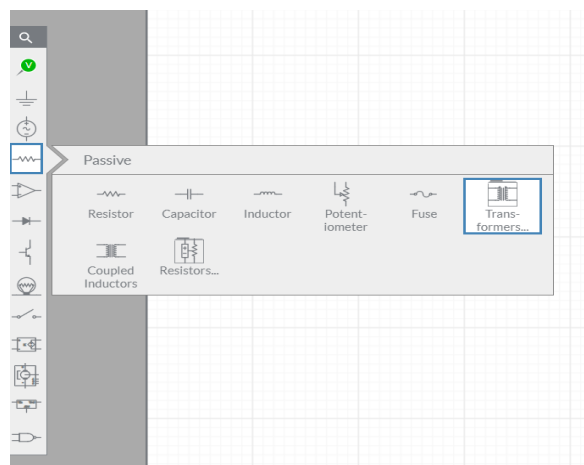 V
Passive
Resistor
Capacitor
Inductor
Potent-
iometer
Fuse
Trans-
formers...
Coupled
Inductors
Resistors...